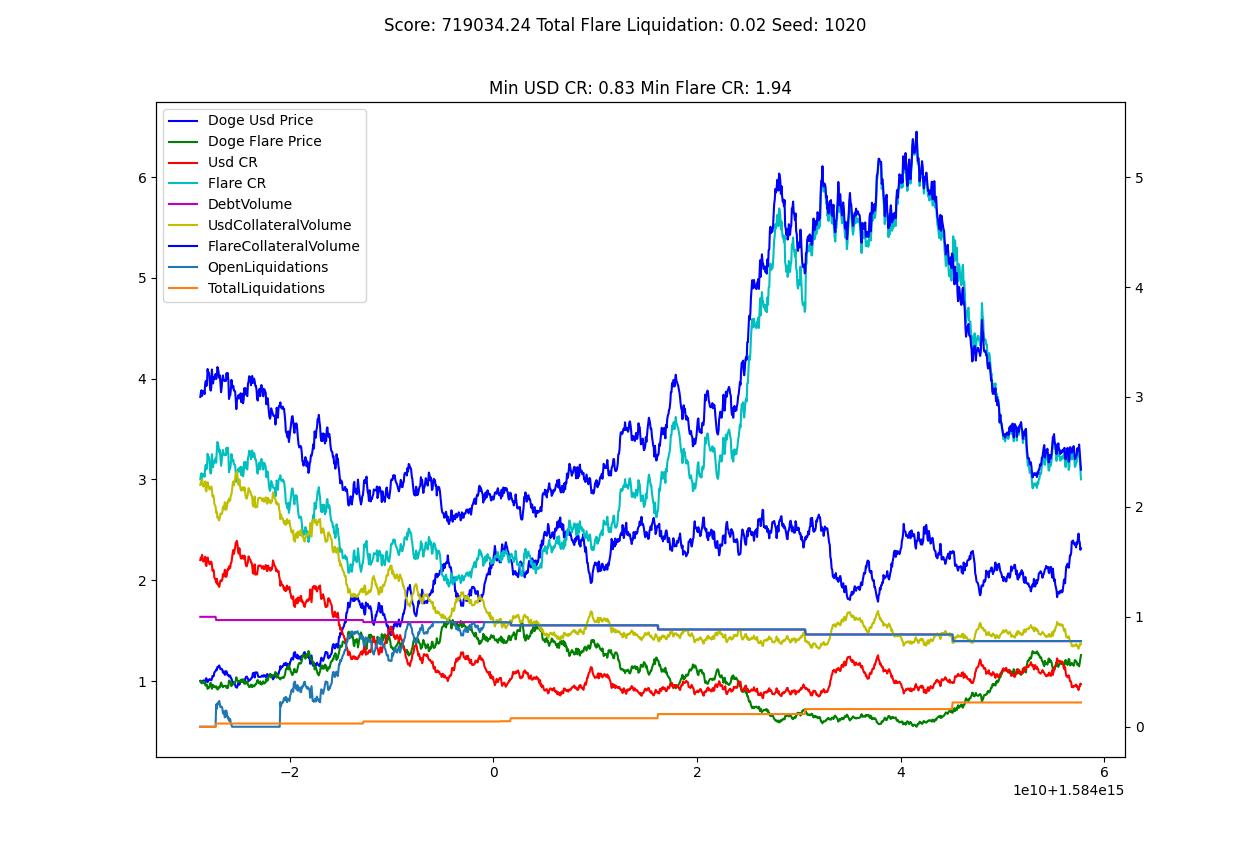 Score: 719034.24 Total Flare Liquidation: 0.02 Seed: 1020
Min USD CR: 0.83 Min Flare CR: 1.94
Doge Usd Price
Doge Flare Price
Usd CR
Flare CR
DebtVolume
UsdCollateralVolume
FlareCollateralVolume
OpenLiquidations
TotalLiquidations
6
5
4
3
2
1
5
4
3
2
1
0
−2
0
2
4
6
1e10+1.584e15